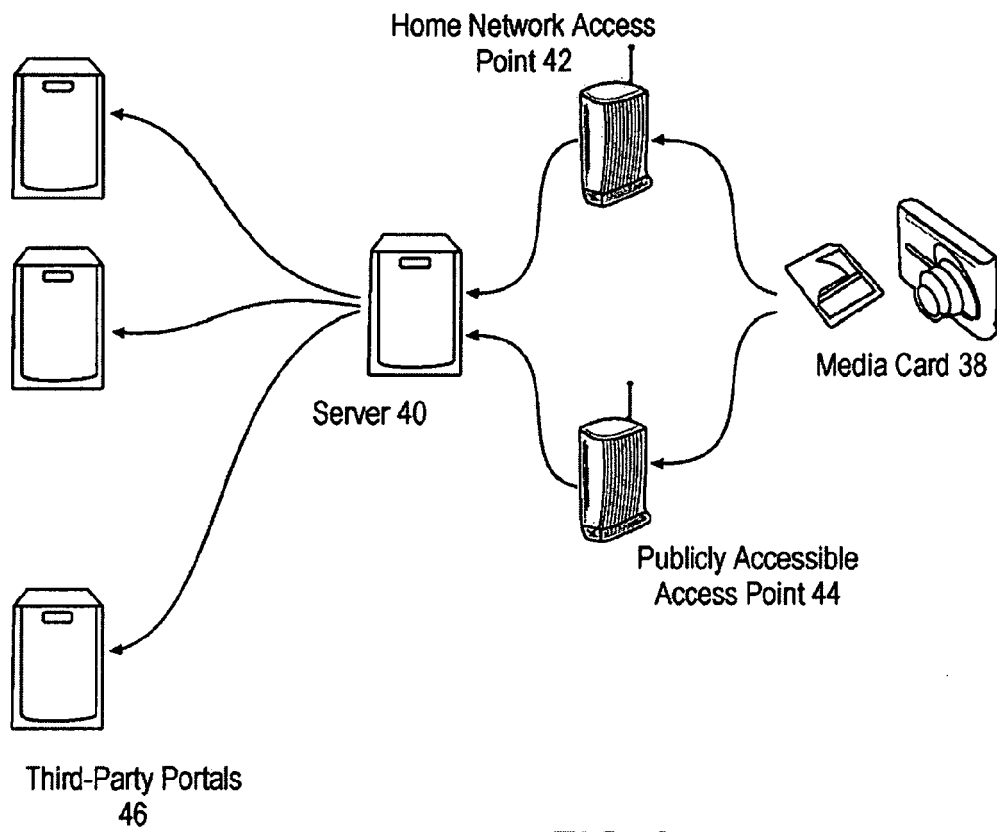 Home Network Access
Point 42
Media Card 38
Server 40
Publicly Accessible
Access Point 44
Third-Party Portals
46